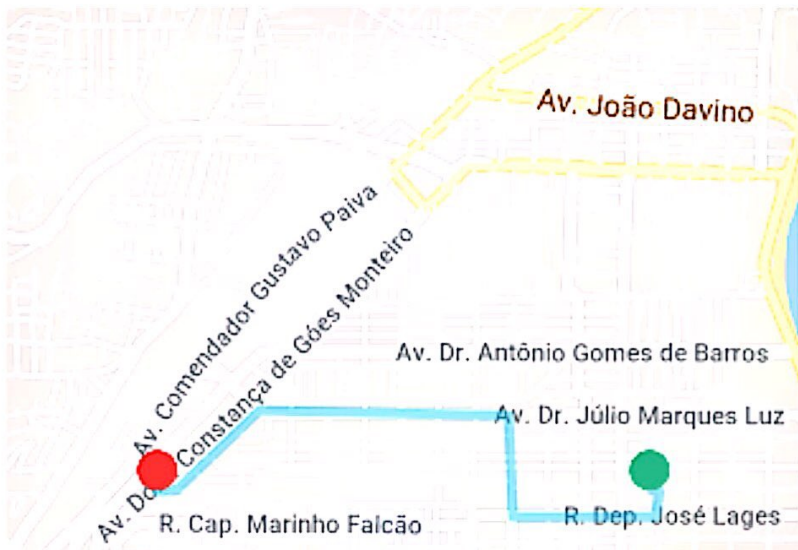 Av. João Davino
Av. Comendador Gustavo Paiva
Av. Do Constança de Góes Monteiro
Av. Dr. Antônio Gomes de Barros
Av. Dr. Júlio Marques Luz
R. Dep. José Lages
R. Cap. Marinho Falcão